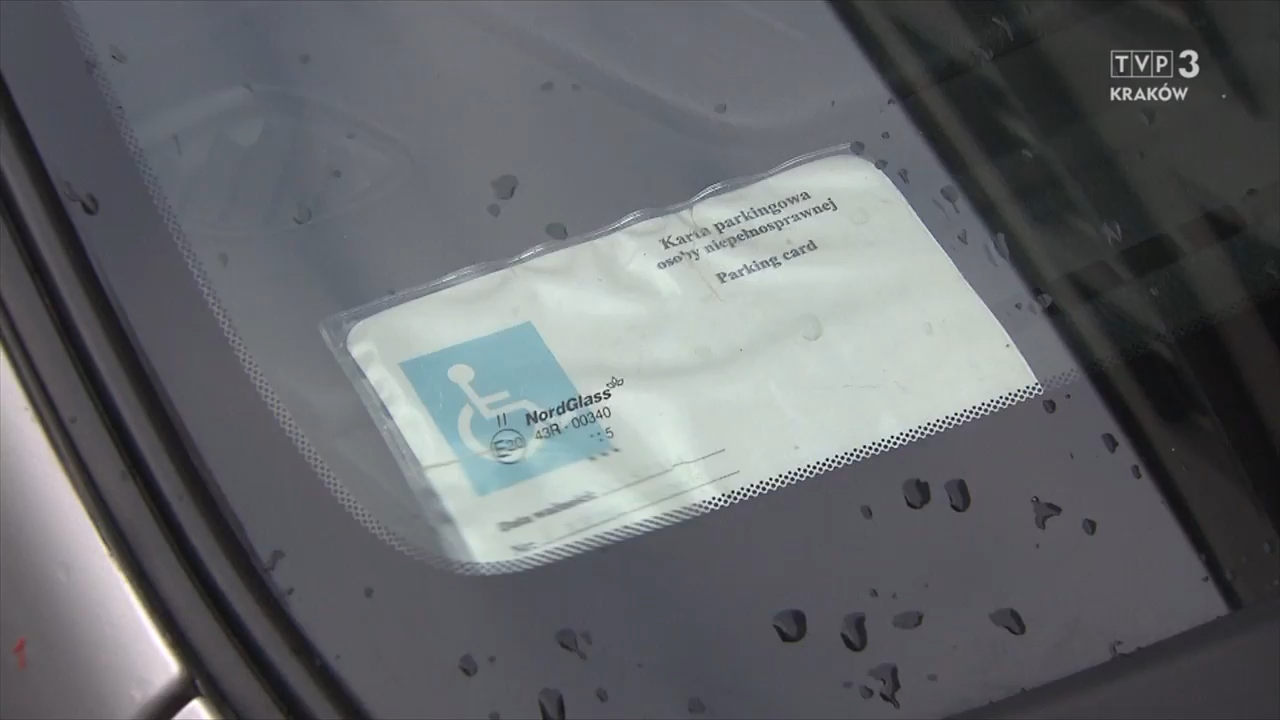 TVP3
KRAKÓW
Karta parkingowa
osoby niepełnosprawnej
Parking card
NordGlass
E20
43R - 00340